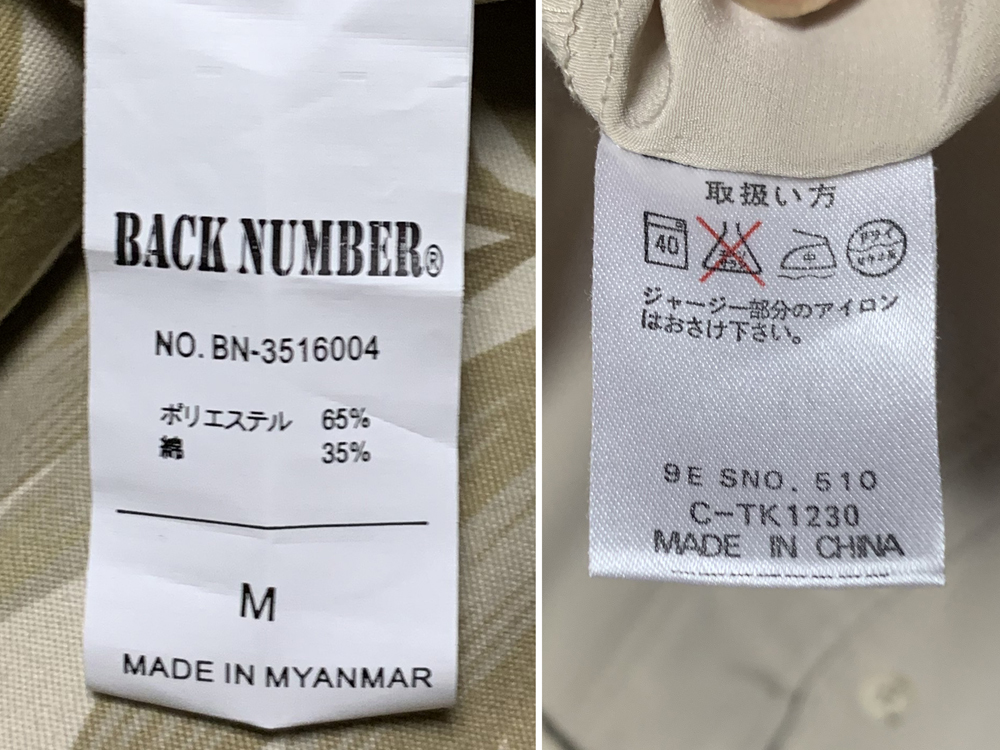 BACK NUMBER®
NO. BN-3516004
ポリエステル 65%
綿 35%
M
MADE IN MYANMAR
取扱い方
40
中
ジャージー部分のアイロン
はおさけ下さい。
9E SNO. 510
C-TK1230
MADE IN CHINA